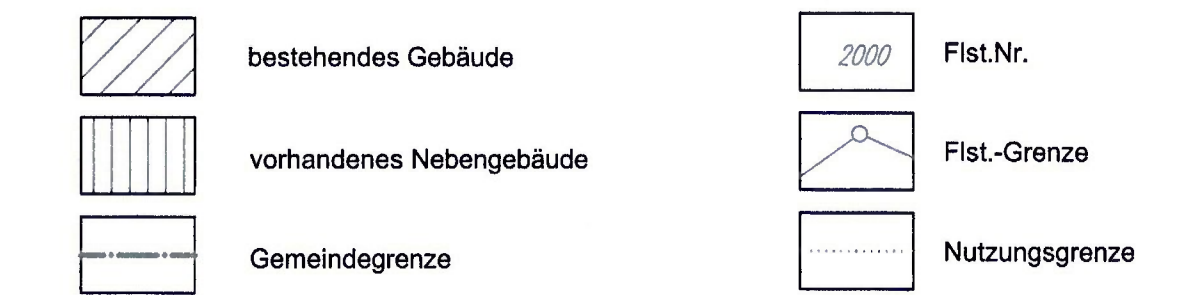 bestehendes Gebäude
vorhandenes Nebengebäude
Gemeindegrenze
2000 Flst.Nr.
Flst.-Grenze
Nutzungsgrenze